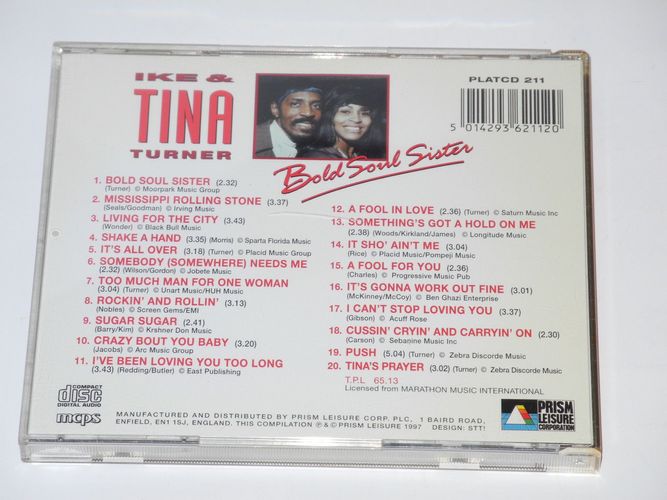 IKE &
TINA
TURNER
PLATCD 211
5 014293 621120
Bold Soul Sister
1. BOLD SOUL SISTER (2.32)
(Turner) © Moorpark Music Group
2. MISSISSIPPI ROLLING STONE (3.37)
(Seals/Goodman) © Irving Music
3. LIVING FOR THE CITY (3.43)
(Wonder) © Black Bull Music
4. SHAKE A HAND (3.35) (Morris) © Sparta Florida Music
5. IT'S ALL OVER (3.18) (Turner) © Placid Music Group
6. SOMEBODY (SOMEWHERE) NEEDS ME
(2.32) (Wilson/Gordon) © Jobete Music
7. TOO MUCH MAN FOR ONE WOMAN
(3.04) (Turner) © Unart Music/HUH Music
8. ROCKIN' AND ROLLIN' (3.13)
(Nobles) © Screen Gems/EMI
9. SUGAR SUGAR (2.41)
(Barry/Kim) © Krshner Don Music
10. CRAZY BOUT YOU BABY (3.20)
(Jacobs) © Arc Music Group
11. I'VE BEEN LOVING YOU TOO LONG
(3.43) (Redding/Butler) © East Publishing
12. A FOOL IN LOVE (2.36) (Turner) © Saturn Music Inc
13. SOMETHING'S GOT A HOLD ON ME
(2.38) (Woods/Kirkland/James) © Longitude Music
14. IT SHO' AIN'T ME (3.04)
(Rice) © Placid Music/Pompeji Music
15. A FOOL FOR YOU (2.36)
(Charles) © Progressive Music Pub
16. IT'S GONNA WORK OUT FINE (3.01)
(McKinney/McCoy) © Ben Ghazi Enterprise
17. I CAN'T STOP LOVING YOU (3.37)
(Gibson) © Acuff Rose
18. CUSSIN' CRYIN' AND CARRYIN' ON (2.30)
(Carson) © Sebanine Music Inc
19. PUSH (5.04) (Turner) © Zebra Discorde Music
20. TINA'S PRAYER (3.02) (Turner) © Zebra Discorde Music
T.P.L 65.13
Licensed from MARATHON MUSIC INTERNATIONAL
COMPACT
disc
DIGITAL AUDIO
mcps
MANUFACTURED AND DISTRIBUTED BY PRISM LEISURE CORP. PLC, 1 BAIRD ROAD,
ENFIELD, EN1 1SJ, ENGLAND. THIS COMPILATION ℗ & © PRISM LEISURE 1997 DESIGN: STT!
PRISM
LEISURE
CORPORATION